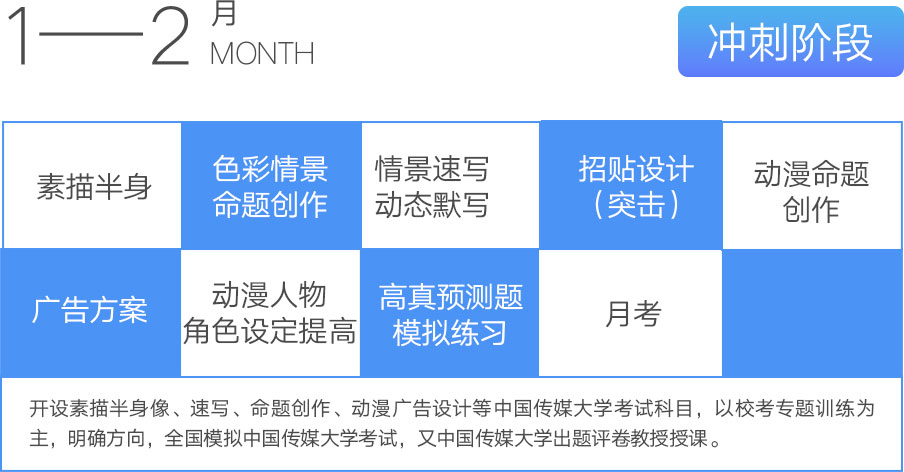 1—2
月
MONTH
冲刺阶段
素描半身
色彩情景
命题创作
情景速写
动态默写
招贴设计
（突击）
动漫命题
创作
广告方案
动漫人物
角色设定提高
高真预测题
模拟练习
月考
开设素描半身像、速写、命题创作、动漫广告设计等中国传媒大学考试科目，以校考专题训练为
主，明确方向，全国模拟中国传媒大学考试，又中国传媒大学出题评卷教授授课。